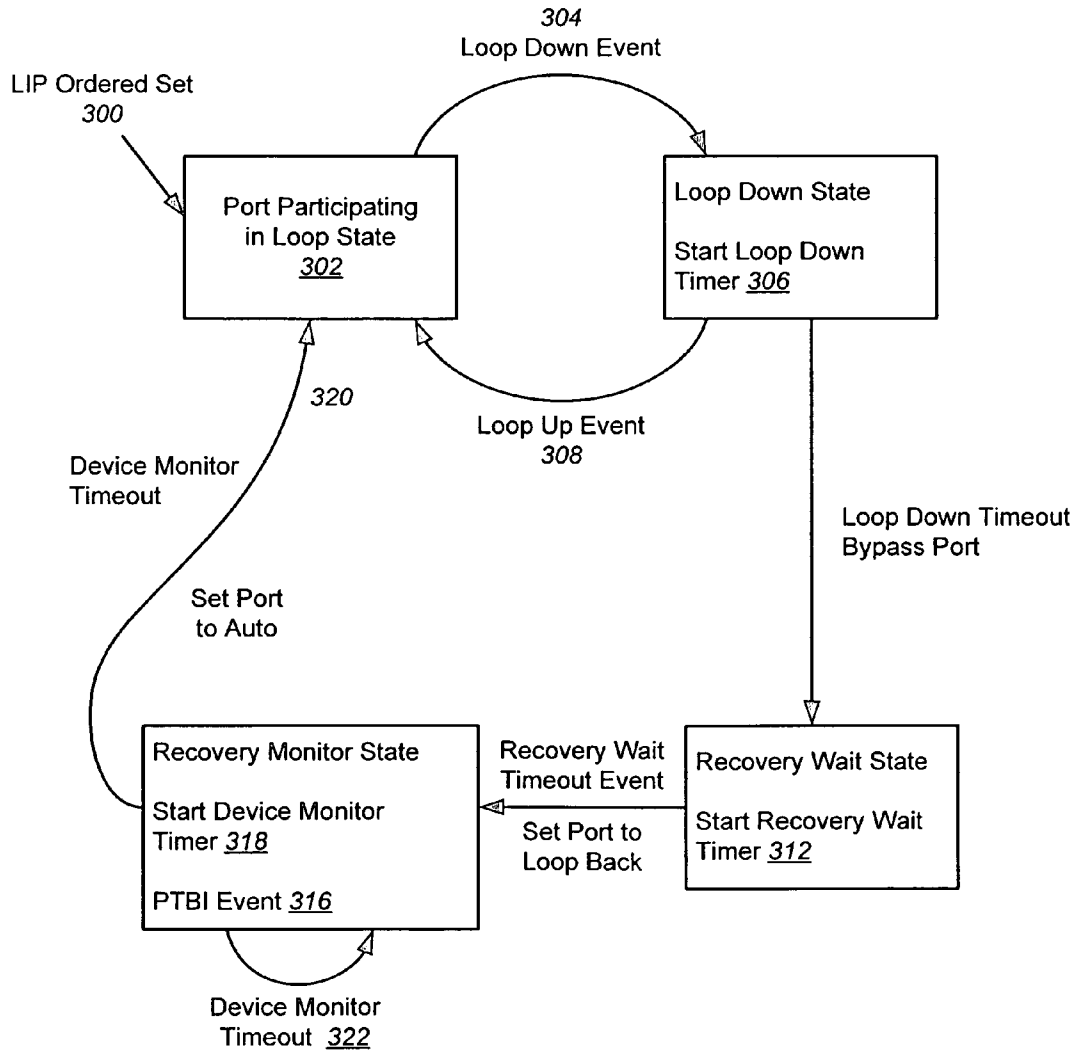 304
Loop Down Event
LIP Ordered Set
300
Port Participating
in Loop State
302
Loop Down State
Start Loop Down
Timer 306
320
Loop Up Event
308
Device Monitor
Timeout
Loop Down Timeout
Bypass Port
Set Port
to Auto
Recovery Monitor State
Start Device Monitor
Timer 318
PTBI Event 316
Recovery Wait
Timeout Event
Set Port to
Loop Back
Recovery Wait State
Start Recovery Wait
Timer 312
Device Monitor
Timeout 322